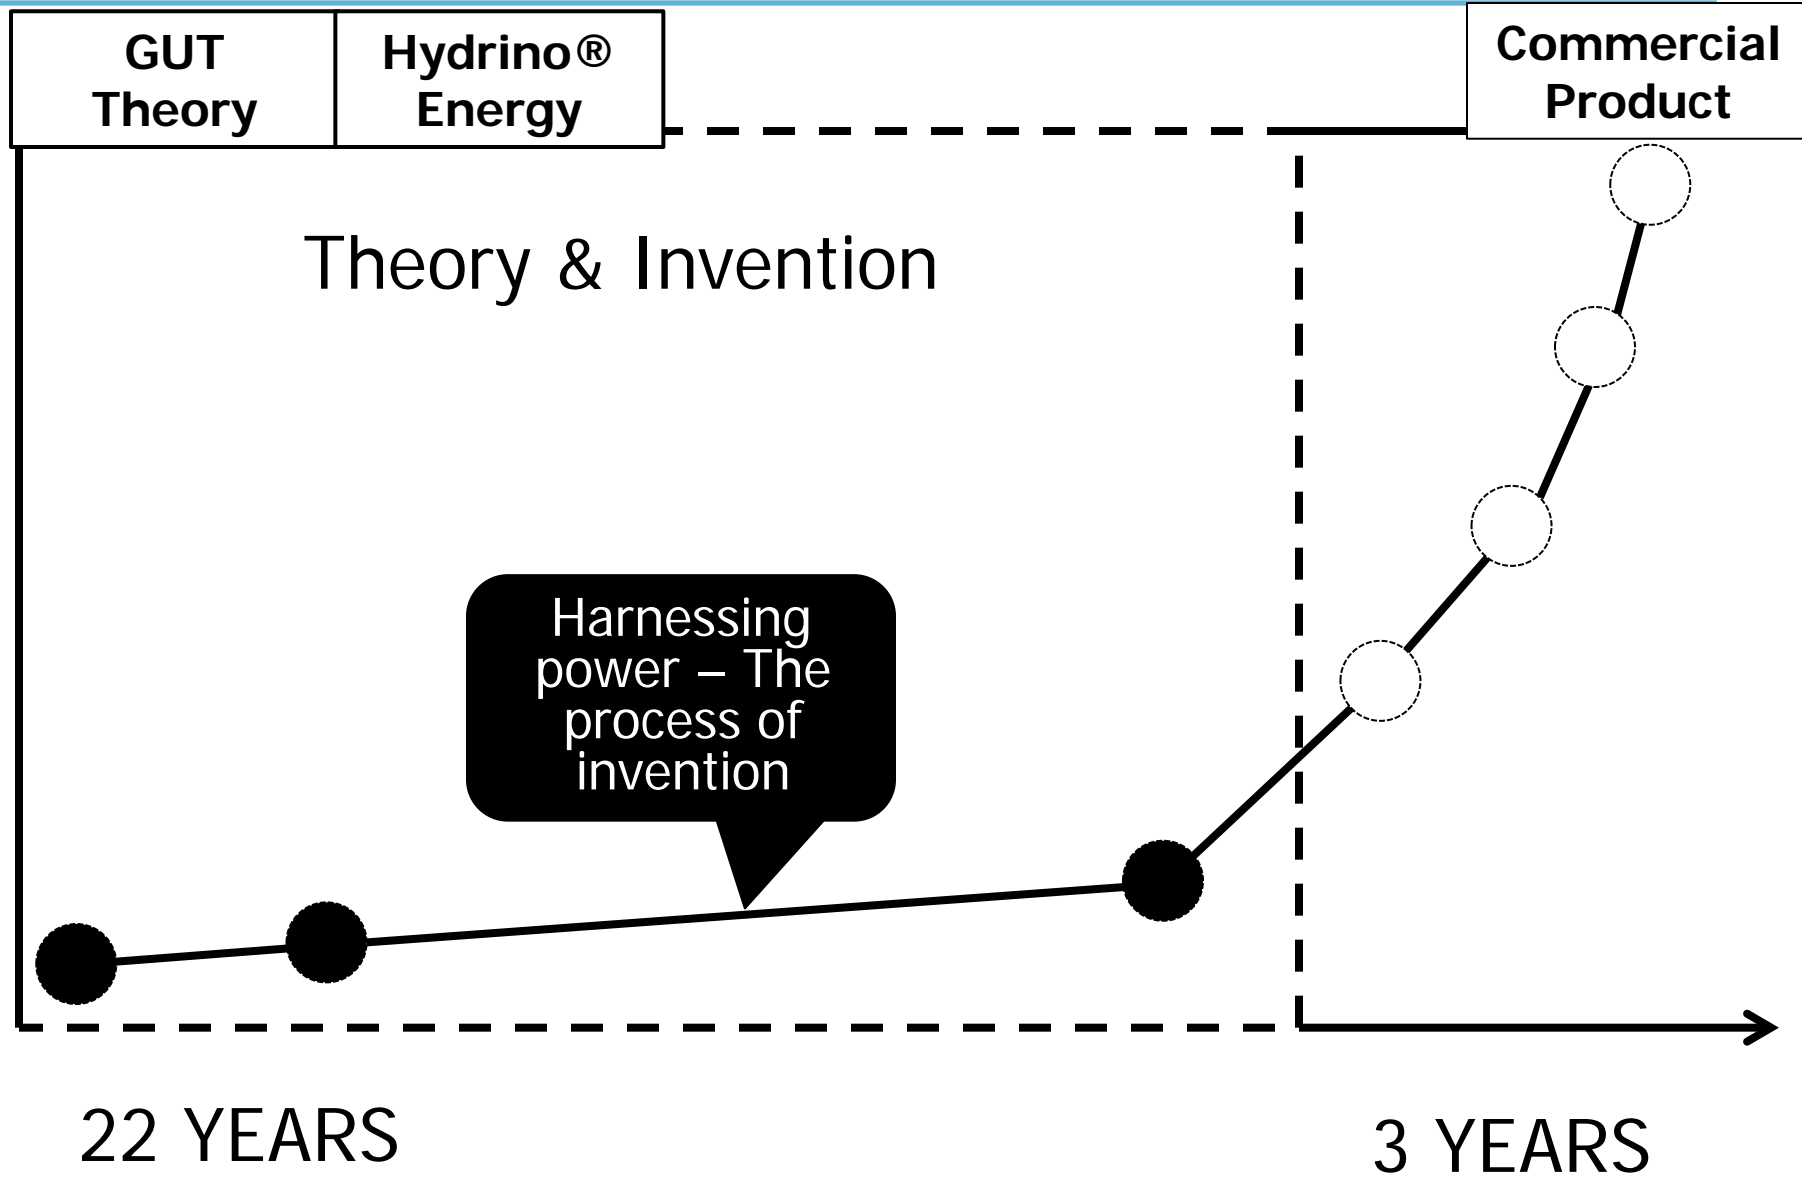 GUT
Theory
Hydrino®
Energy
Commercial
Product
Theory & Invention
Harnessing
power – The
process of
invention
22 YEARS
3 YEARS